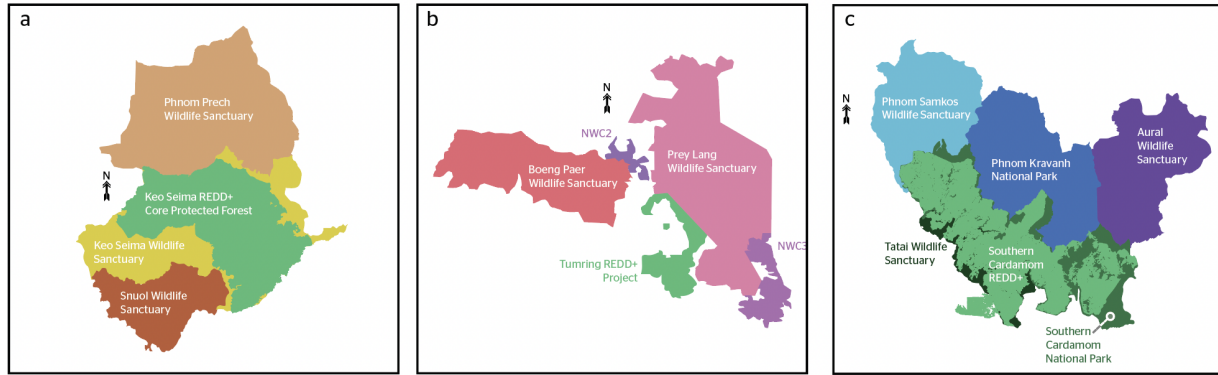 a
Phnom Prech
Wildlife Sanctuary
N
Keo Seima REDD+
Core Protected Forest
Keo Seima Wildlife
Sanctuary
Snuol Wildlife
Sanctuary
b
N
NWC2
Boeng Paer
Wildlife Sanctuary
Prey Lang
Wildlife Sanctuary
NWC3
Tumring REDD+
Project
c
N
Phnom Samkos
Wildlife Sanctuary
Phnom Kravanh
National Park
Aural
Wildlife
Sanctuary
Tatai Wildlife
Sanctuary
Southern
Cardamom
REDD+
Southern
Cardamom
National Park